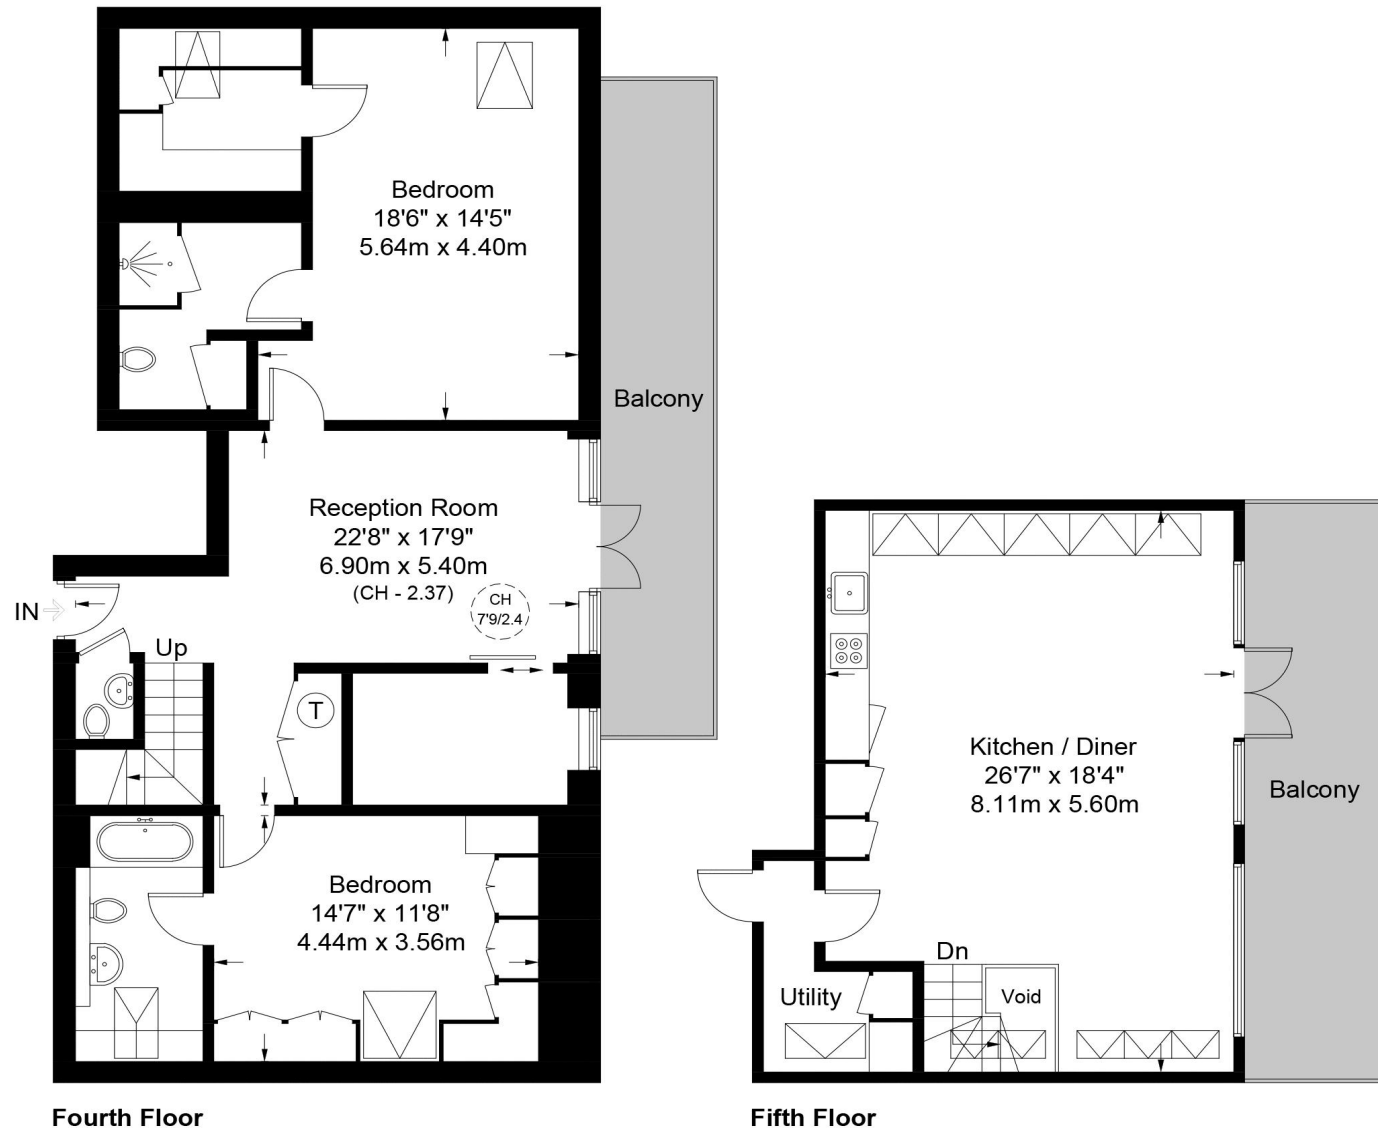 Bedroom
18'6" x 14'5"
5.64m x 4.40m
Balcony
Reception Room
22'8" x 17'9"
6.90m x 5.40m
(CH - 2.37)
CH
7'9/2.4
IN
Up
T
Bedroom
14'7" x 11'8"
4.44m x 3.56m
Fourth Floor
Kitchen / Diner
26'7" x 18'4"
8.11m x 5.60m
Balcony
Dn
Void
Utility
Fifth Floor